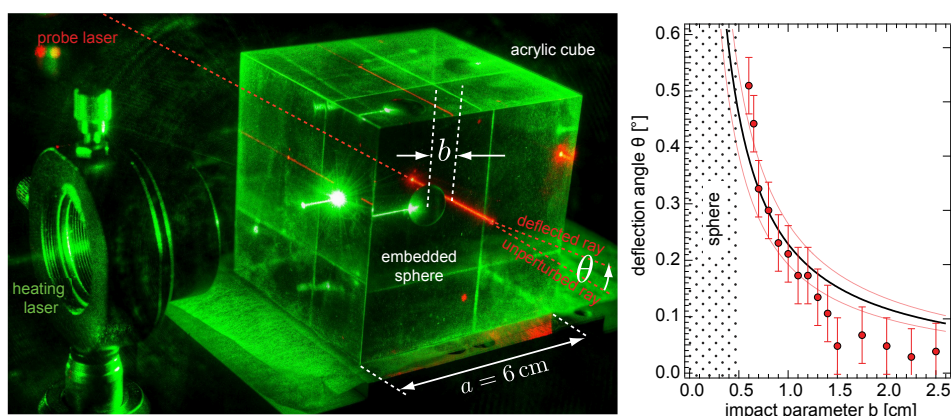 probe laser
acrylic cube
b
deflected ray
unperturbed ray
θ
embedded
sphere
heating
laser
a = 6 cm
deflection angle θ [°]
0.6
0.5
0.4
0.3
0.2
0.1
0.0
sphere
0.0 0.5 1.0 1.5 2.0 2.5
impact parameter b [cm]